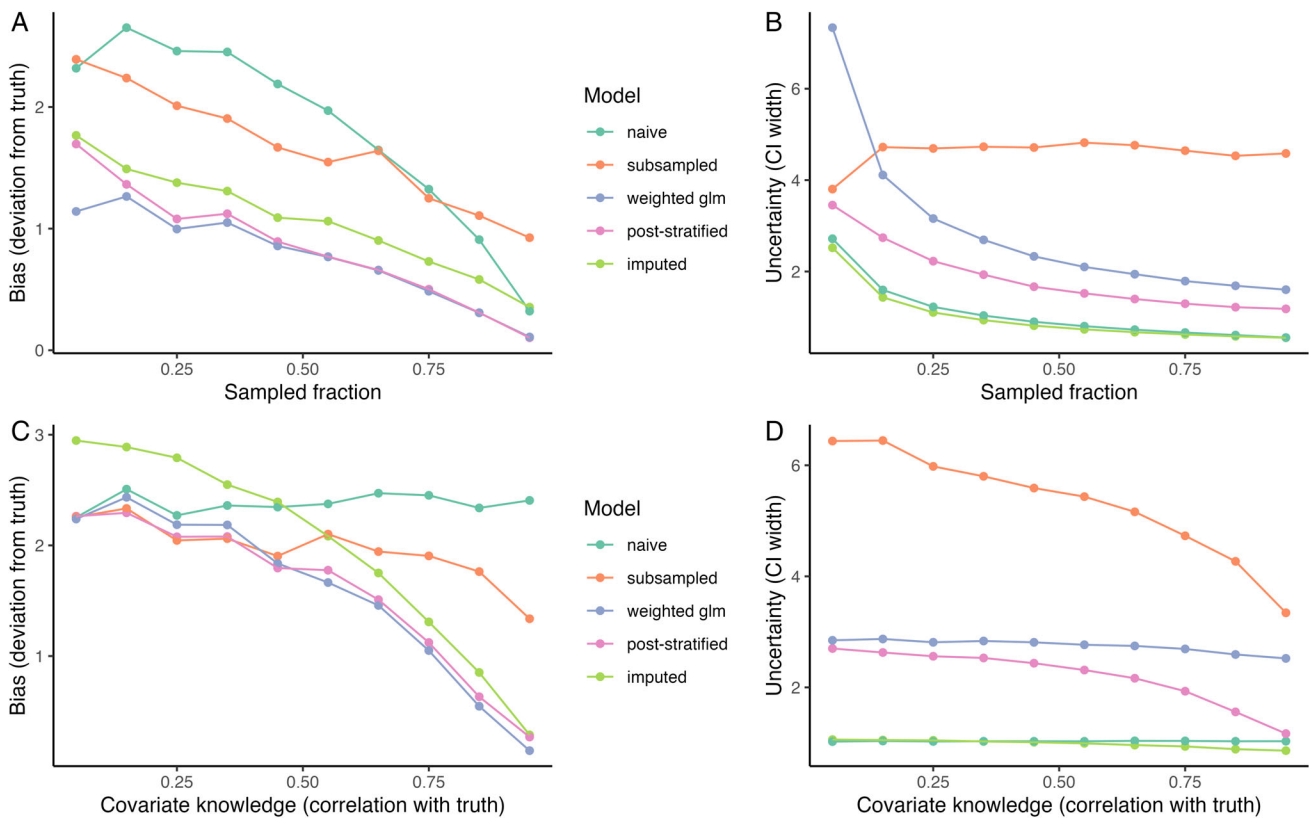 A
Bias (deviation from truth)
2
1
0
0.25 0.50 0.75
Sampled fraction
Model
naive
subsampled
weighted glm
post-stratified
imputed
B
Uncertainty (CI width)
6
4
2
0.25 0.50 0.75
Sampled fraction
C
Bias (deviation from truth)
3
2
1
0.25 0.50 0.75
Covariate knowledge (correlation with truth)
Model
naive
subsampled
weighted glm
post-stratified
imputed
D
Uncertainty (CI width)
6
4
2
0.25 0.50 0.75
Covariate knowledge (correlation with truth)